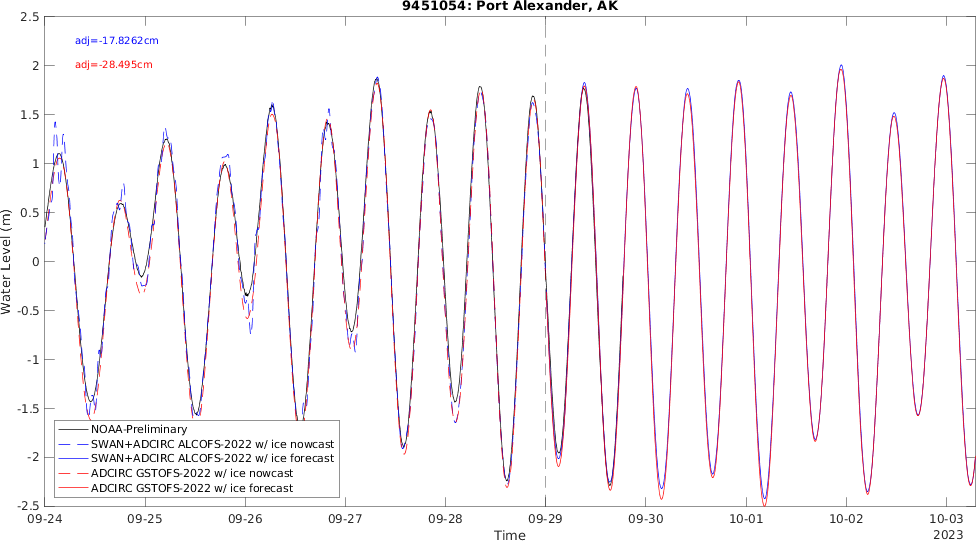 9451054: Port Alexander, AK
adj=-17.8262cm
adj=-28.495cm
Water Level (m)
2.5
2
1.5
1
0.5
0
-0.5
-1
-1.5
-2
-2.5
NOAA-Preliminary
SWAN+ADCIRC ALCOFS-2022 w/ ice nowcast
SWAN+ADCIRC ALCOFS-2022 w/ ice forecast
ADCIRC GSTOFS-2022 w/ ice nowcast
ADCIRC GSTOFS-2022 w/ ice forecast
09-24 09-25 09-26 09-27 09-28 09-29 09-30 10-01 10-02 10-03
Time
2023